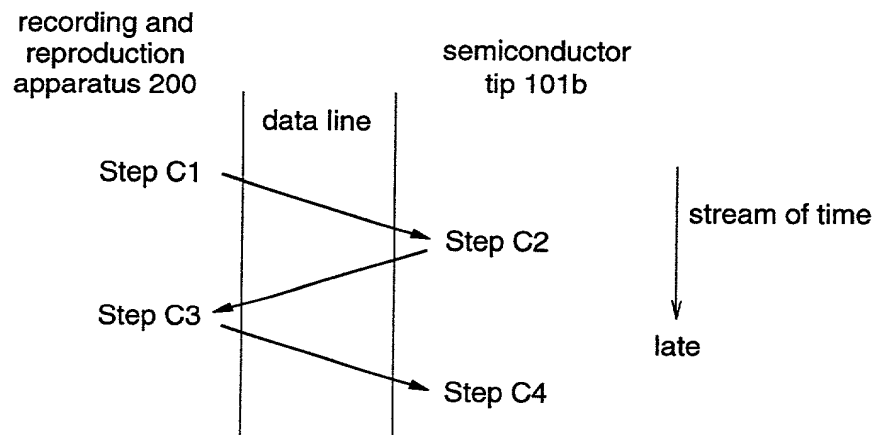 recording and
reproduction
apparatus 200
semiconductor
tip 101b
data line
Step C1
stream of time
Step C2
Step C3
late
Step C4